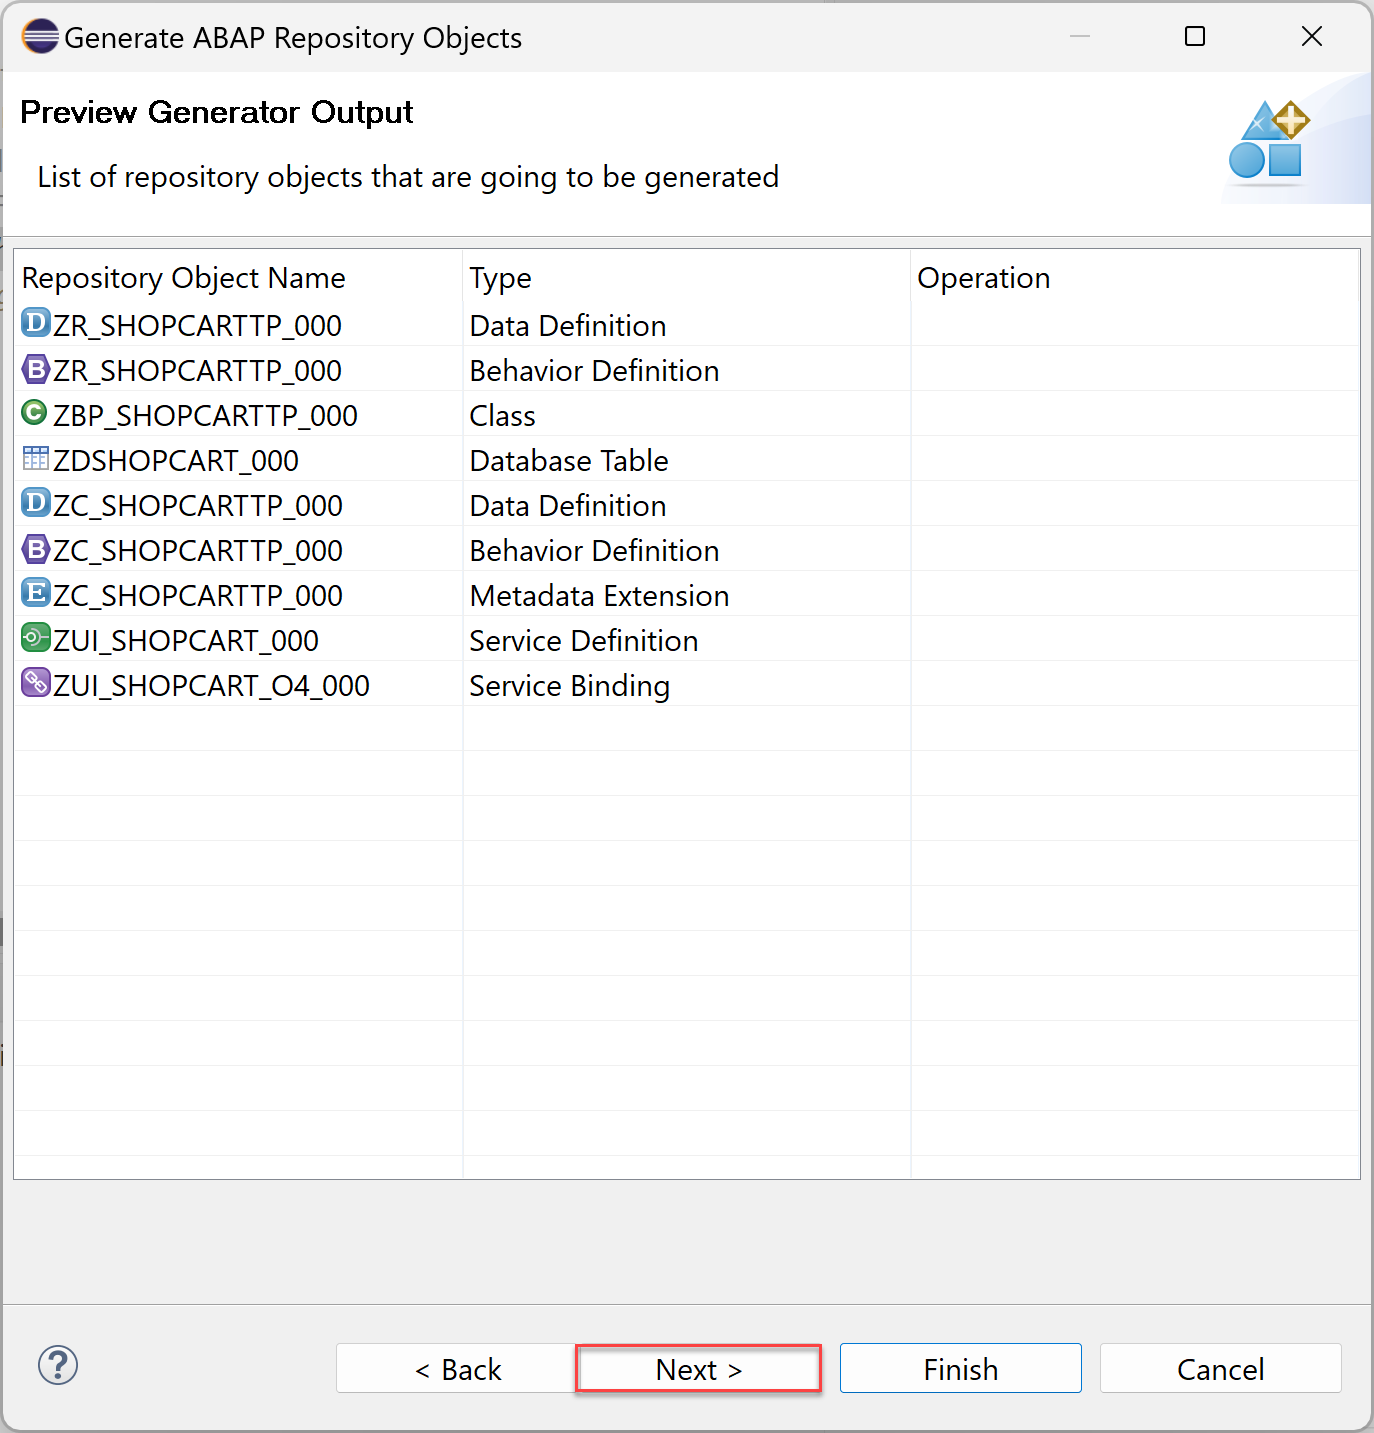 Generate ABAP Repository Objects
Preview Generator Output
List of repository objects that are going to be generated
Repository Object Name Type Operation
ZR_SHOPCARTTP_000 Data Definition
ZR_SHOPCARTTP_000 Behavior Definition
ZBP_SHOPCARTTP_000 Class
ZDSHOPCART_000 Database Table
ZC_SHOPCARTTP_000 Data Definition
ZC_SHOPCARTTP_000 Behavior Definition
ZC_SHOPCARTTP_000 Metadata Extension
ZUI_SHOPCART_000 Service Definition
ZUI_SHOPCART_O4_000 Service Binding
< Back Next > Finish Cancel